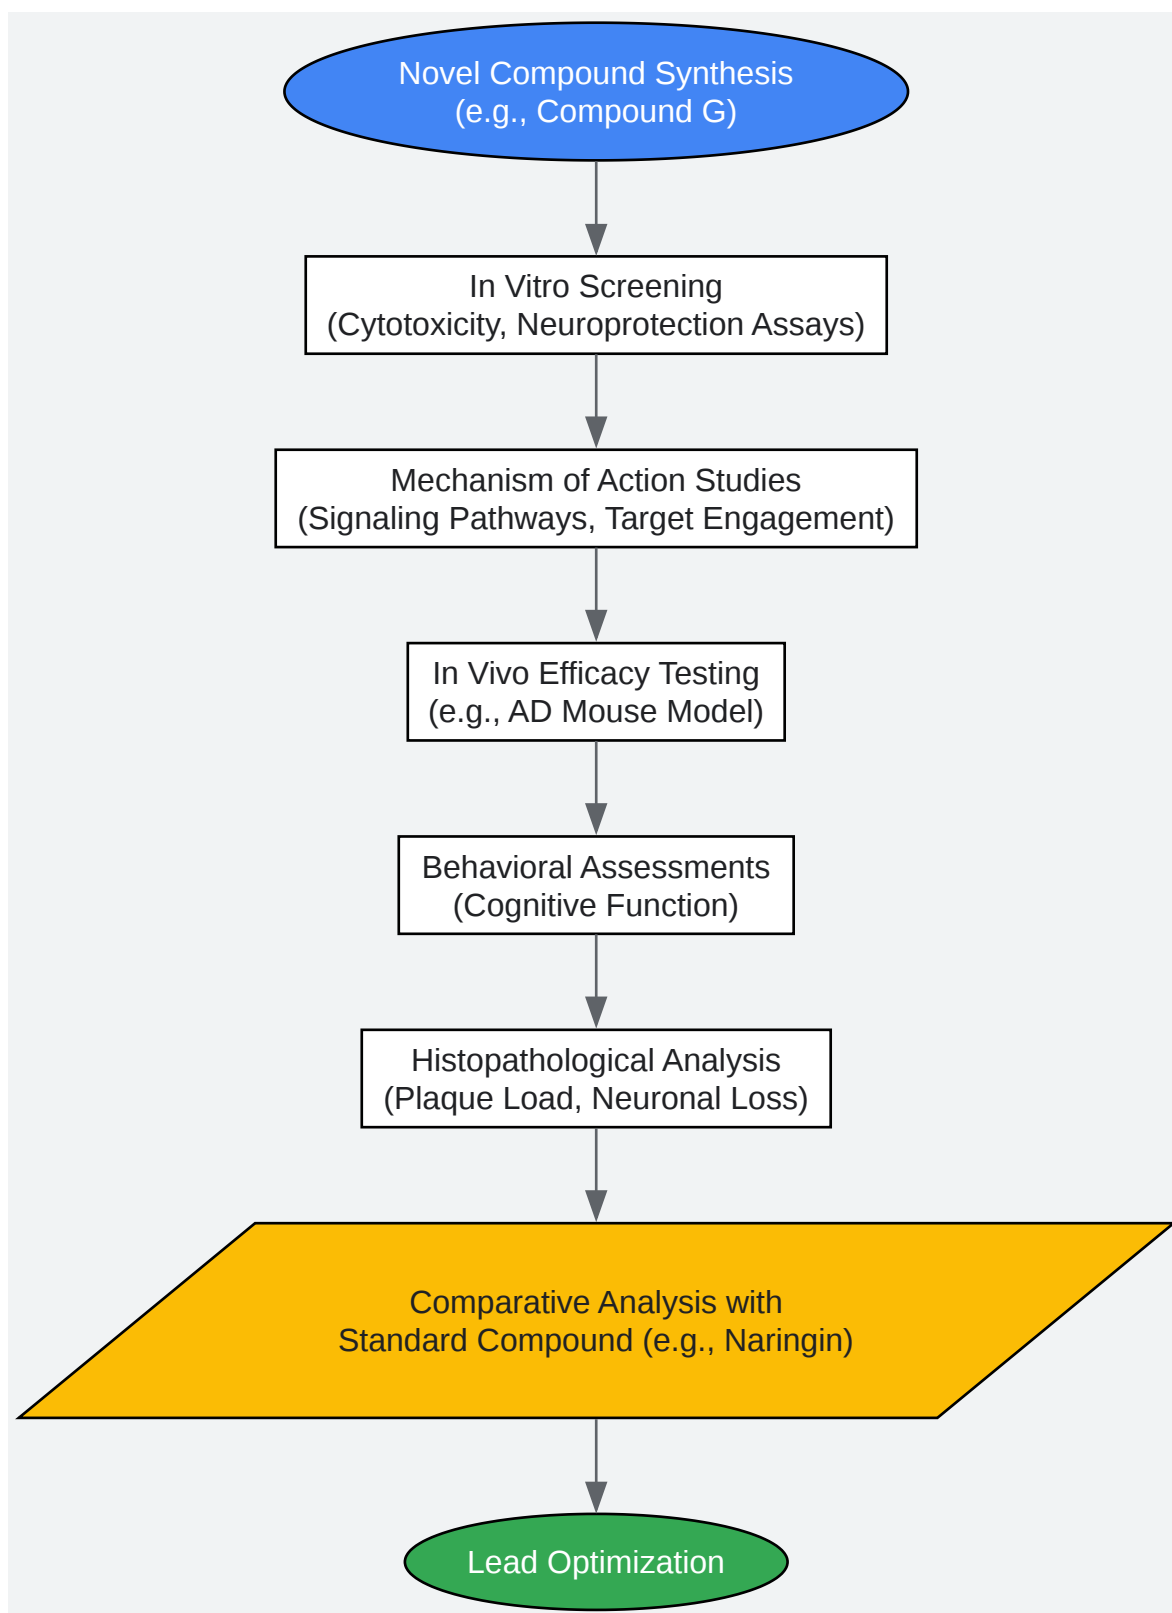 Novel Compound Synthesis
(e.g., Compound G)
In Vitro Screening
(Cytotoxicity, Neuroprotection Assays)
Mechanism of Action Studies
(Signaling Pathways, Target Engagement)
In Vivo Efficacy Testing
(e.g., AD Mouse Model)
Behavioral Assessments
(Cognitive Function)
Histopathological Analysis
(Plaque Load, Neuronal Loss)
Comparative Analysis with
Standard Compound (e.g., Naringin)
Lead Optimization